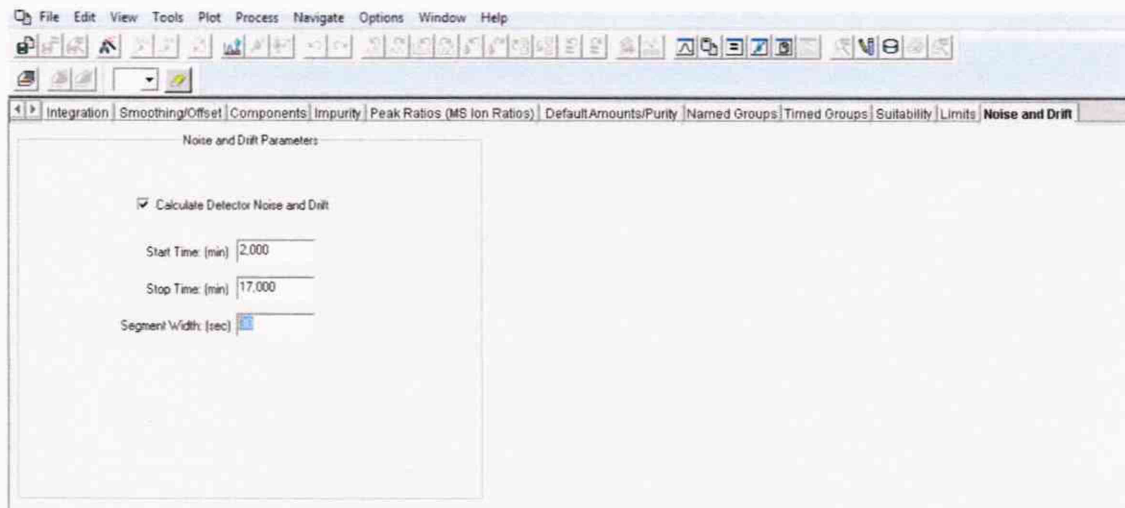 File Edit View Tools Plot Process Navigate Options Window Help
Integration Smoothing/Offset Components Impurity Peak Ratios (MS Ion Ratios) Default Amounts/Purity Named Groups Timed Groups Suitability Limits Noise and Drift
Noise and Drift Parameters
Calculate Detector Noise and Drift
Start Time: (min) 2,000
Stop Time: (min) 17,000
Segment Width: (sec)